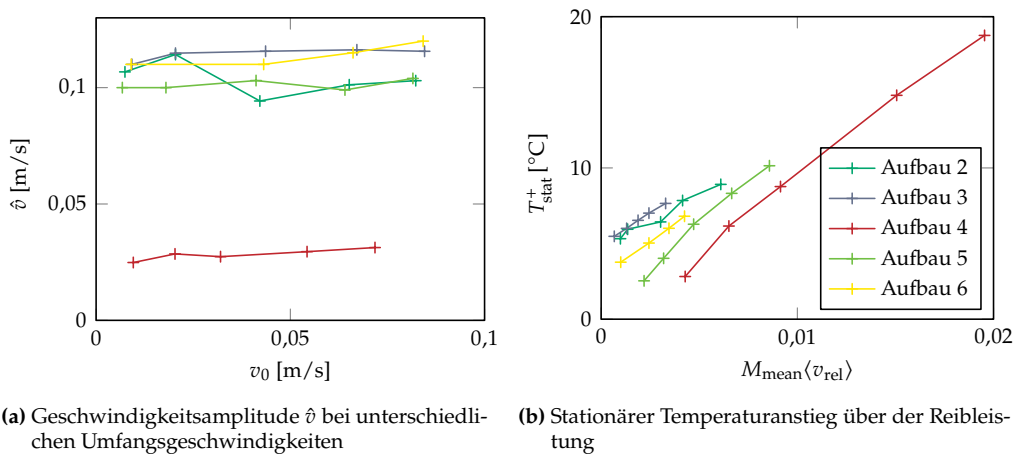 0,1
0,05
0
v̂ [m/s]
0
0,05
0,1
v₀ [m/s]
20
10
0
T⁺stat [°C]
Aufbau 2
Aufbau 3
Aufbau 4
Aufbau 5
Aufbau 6
0
0,01
0,02
Mmean⟨vrel⟩
(a) Geschwindigkeitsamplitude v̂ bei unterschiedli-
chen Umfangsgeschwindigkeiten
(b) Stationärer Temperaturanstieg über der Reibleis-
tung